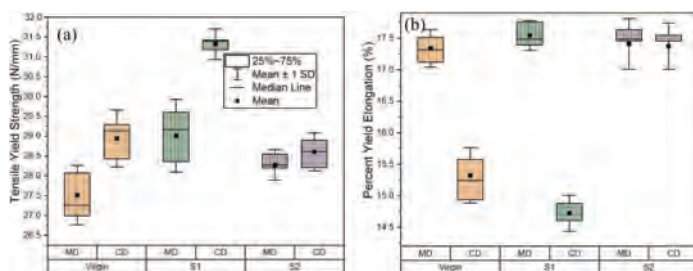 (a)
Tensile Yield Strength (N/mm)
32.0
31.5
31.0
30.5
30.0
29.5
29.0
28.5
28.0
27.5
27.0
26.5
25%~75%
Mean ± 1 SD
Median Line
Mean
MD CD MD CD MD CD
Virgin S1 S2
(b)
Percent Yield Elongation (%)
17.5
17.0
16.5
16.0
15.5
15.0
14.5
MD CD MD CD MD CD
Virgin S1 S2